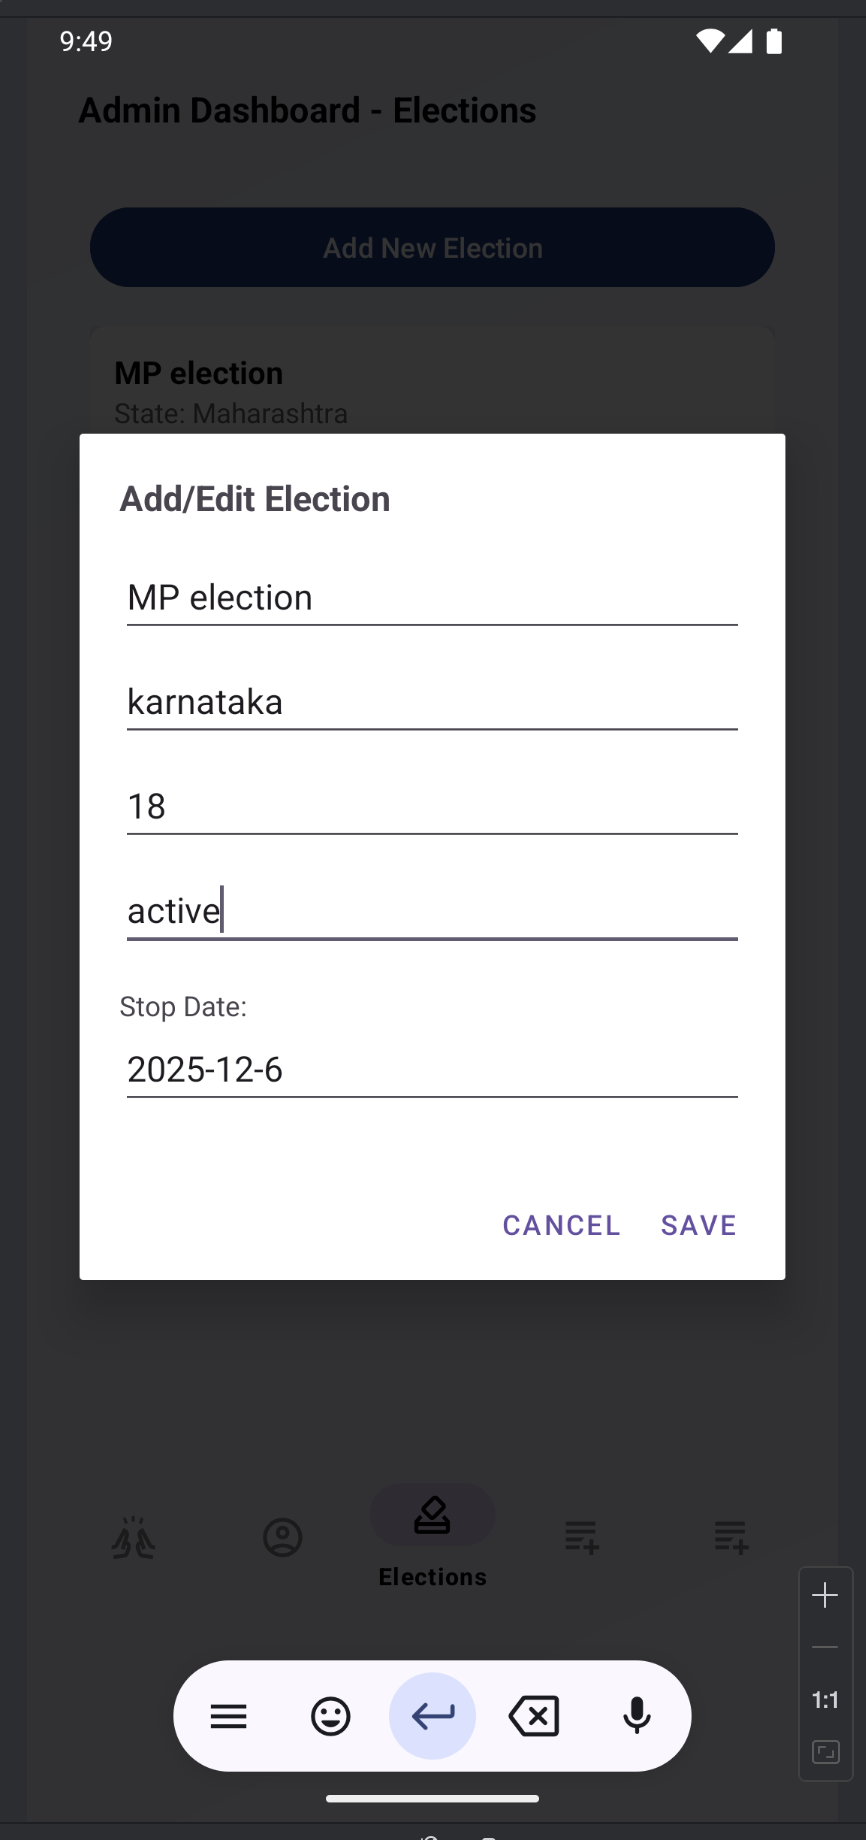 9:49
Admin Dashboard - Elections
Add New Election
MP election
State: Maharashtra
Add/Edit Election
MP election
karnataka
18
active
Stop Date:
2025-12-6
CANCEL SAVE
Elections
1:1